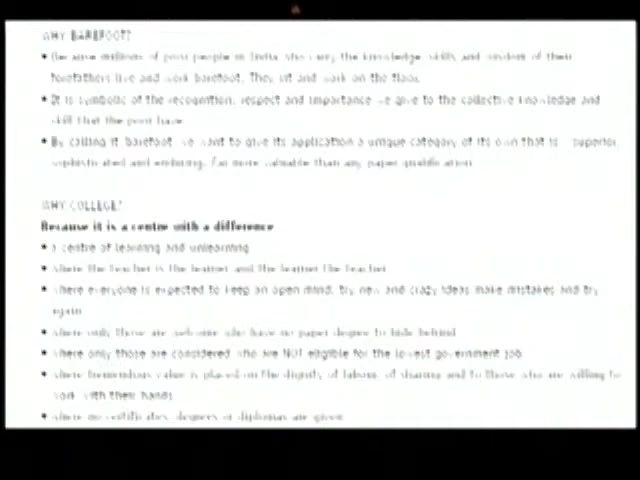 WHY BAREFOOT?
• Because millions of poor people in India who carry the knowledge skills and wisdom of their
forefathers live and work barefoot. They sit and work on the floor.
• It is symbolic of the recognition, respect and importance we give to the collective knowledge and
skill that the poor have.
• By calling it 'barefoot' we want to give its application a unique category of its own that is superior,
sophisticated and enduring, far more valuable than any paper qualification
WHY COLLEGE?
Because it is a centre with a difference
• a centre of learning and unlearning
• where the teacher is the learner and the learner the teacher
• where everyone is expected to keep an open mind, try new and crazy ideas make mistakes and try
again
• where only those are welcome who have no paper degree to hide behind
• where only those are considered who are NOT eligible for the lowest government job
• where tremendous value is placed on the dignity of labour, of sharing and to those who are willing to
work with their hands
• where no certificates, degrees or diplomas are given